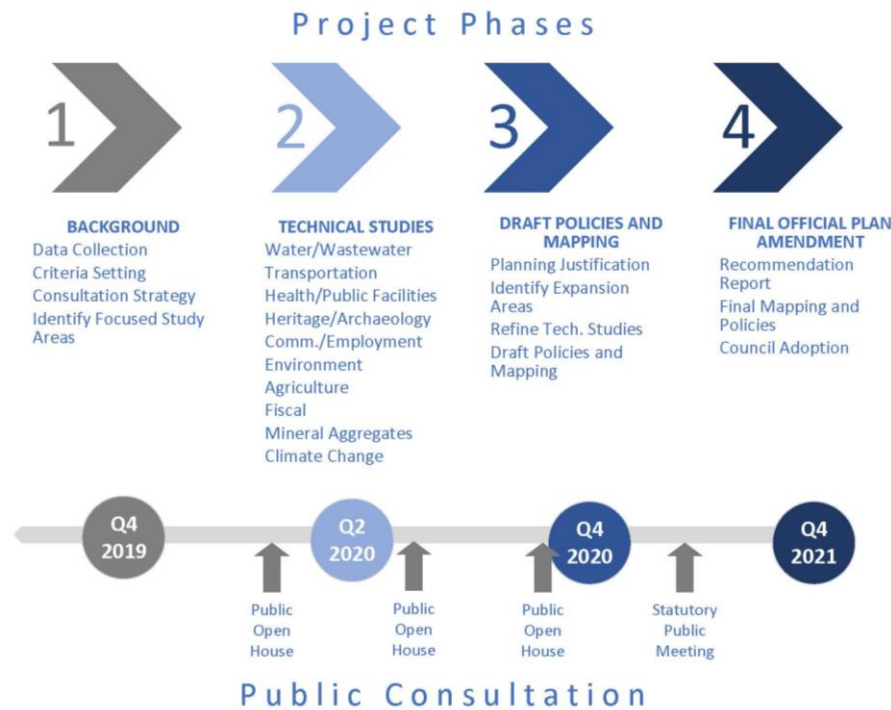 Project Phases
1
2
3
4
BACKGROUND
Data Collection
Criteria Setting
Consultation Strategy
Identify Focused Study
Areas
TECHNICAL STUDIES
Water/Wastewater
Transportation
Health/Public Facilities
Heritage/Archaeology
Comm./Employment
Environment
Agriculture
Fiscal
Mineral Aggregates
Climate Change
DRAFT POLICIES AND
MAPPING
Planning Justification
Identify Expansion
Areas
Refine Tech. Studies
Draft Policies and
Mapping
FINAL OFFICIAL PLAN
AMENDMENT
Recommendation
Report
Final Mapping and
Policies
Council Adoption
Q4
2019
Q2
2020
Q4
2020
Q4
2021
Public
Open
House
Public
Open
House
Public
Open
House
Statutory
Public
Meeting
Public Consultation